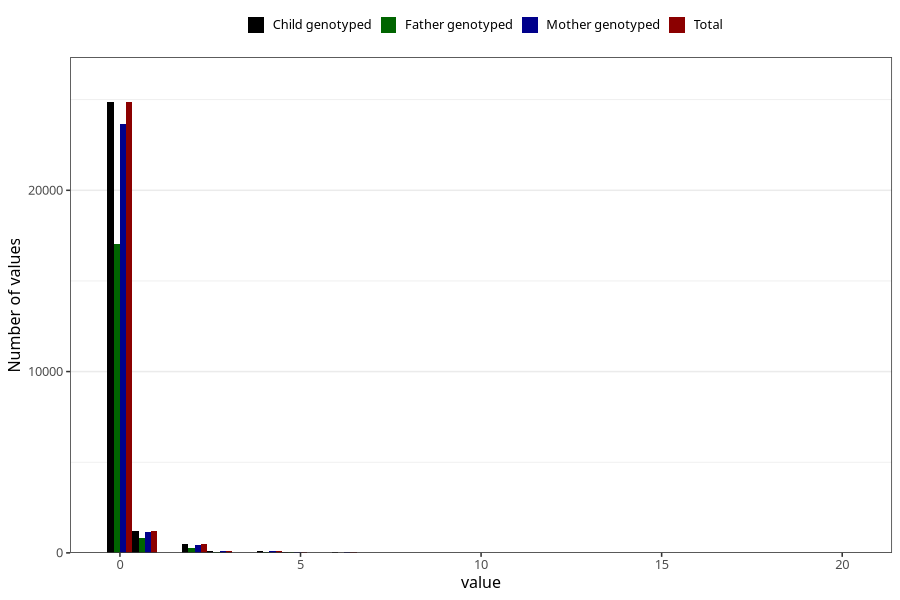 Child genotyped Father genotyped Mother genotyped Total
Number of values
20000
10000
0
0 5 10 15 20
value